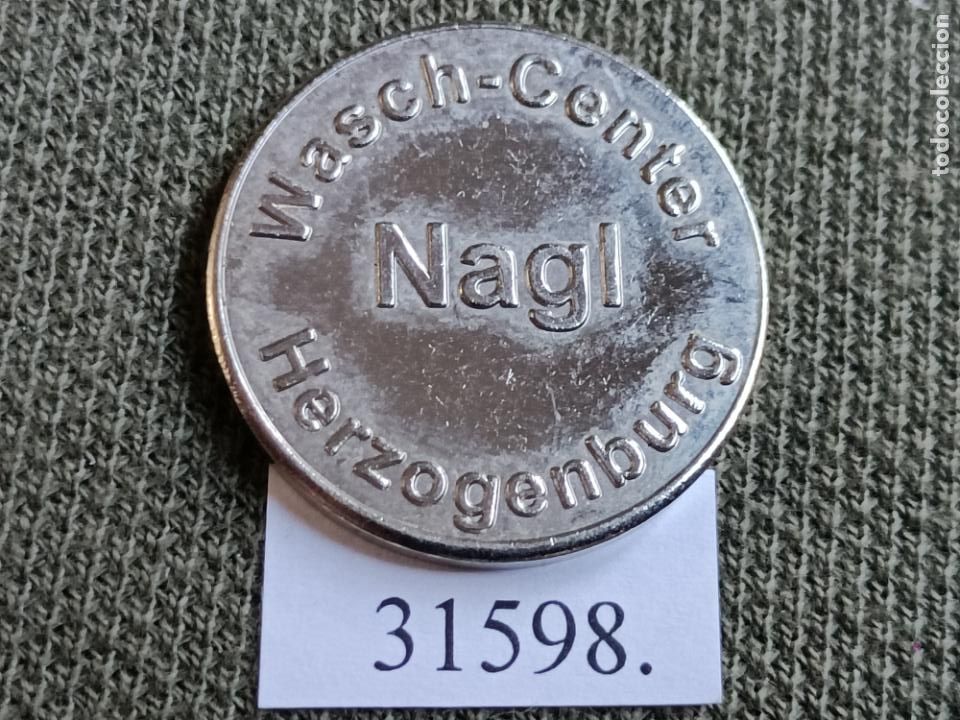 Wasch-Center
Nagl
Herzogenburg
31598.
todocoleccion